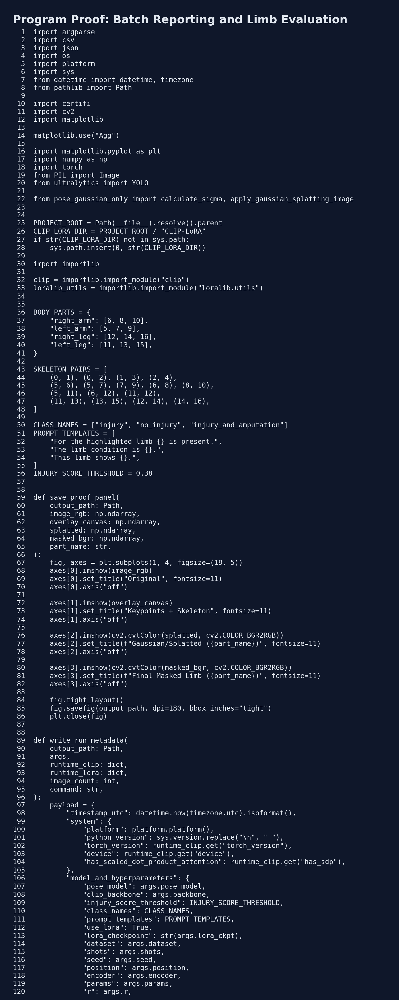 Program Proof: Batch Reporting and Limb Evaluation
1  import argparse
2  import csv
3  import json
4  import os
5  import platform
6  import sys
7  from datetime import datetime, timezone
8  from pathlib import Path
9
10  import certifi
11  import cv2
12  import matplotlib
13
14  matplotlib.use("Agg")
15
16  import matplotlib.pyplot as plt
17  import numpy as np
18  import torch
19  from PIL import Image
20  from ultralytics import YOLO
21
22  from pose_gaussian_only import calculate_sigma, apply_gaussian_splatting_image
23
24
25  PROJECT_ROOT = Path(__file__).resolve().parent
26  CLIP_LORA_DIR = PROJECT_ROOT / "CLIP-LoRA"
27  if str(CLIP_LORA_DIR) not in sys.path:
28      sys.path.insert(0, str(CLIP_LORA_DIR))
29
30  import importlib
31
32  clip = importlib.import_module("clip")
33  loralib_utils = importlib.import_module("loralib.utils")
34
35
36  BODY_PARTS = {
37      "right_arm": [6, 8, 10],
38      "left_arm": [5, 7, 9],
39      "right_leg": [12, 14, 16],
40      "left_leg": [11, 13, 15],
41  }
42
43  SKELETON_PAIRS = [
44      (0, 1), (0, 2), (1, 3), (2, 4),
45      (5, 6), (5, 7), (7, 9), (6, 8), (8, 10),
46      (5, 11), (6, 12), (11, 12),
47      (11, 13), (13, 15), (12, 14), (14, 16),
48  ]
49
50  CLASS_NAMES = ["injury", "no_injury", "injury_and_amputation"]
51  PROMPT_TEMPLATES = [
52      "For the highlighted limb {} is present.",
53      "The limb condition is {}.",
54      "This limb shows {}.",
55  ]
56  INJURY_SCORE_THRESHOLD = 0.38
57
58
59  def save_proof_panel(
60      output_path: Path,
61      image_rgb: np.ndarray,
62      overlay_canvas: np.ndarray,
63      splatted: np.ndarray,
64      masked_bgr: np.ndarray,
65      part_name: str,
66  ):
67      fig, axes = plt.subplots(1, 4, figsize=(18, 5))
68      axes[0].imshow(image_rgb)
69      axes[0].set_title("Original", fontsize=11)
70      axes[0].axis("off")
71
72      axes[1].imshow(overlay_canvas)
73      axes[1].set_title("Keypoints + Skeleton", fontsize=11)
74      axes[1].axis("off")
75
76      axes[2].imshow(cv2.cvtColor(splatted, cv2.COLOR_BGR2RGB))
77      axes[2].set_title(f"Gaussian/Splatted ({part_name})", fontsize=11)
78      axes[2].axis("off")
79
80      axes[3].imshow(cv2.cvtColor(masked_bgr, cv2.COLOR_BGR2RGB))
81      axes[3].set_title(f"Final Masked Limb ({part_name})", fontsize=11)
82      axes[3].axis("off")
83
84      fig.tight_layout()
85      fig.savefig(output_path, dpi=180, bbox_inches="tight")
86      plt.close(fig)
87
88
89  def write_run_metadata(
90      output_path: Path,
91      args,
92      runtime_clip: dict,
93      runtime_lora: dict,
94      image_count: int,
95      command: str,
96  ):
97      payload = {
98          "timestamp_utc": datetime.now(timezone.utc).isoformat(),
99          "system": {
100              "platform": platform.platform(),
101              "python_version": sys.version.replace("\n", " "),
102              "torch_version": runtime_clip.get("torch_version"),
103              "device": runtime_clip.get("device"),
104              "has_scaled_dot_product_attention": runtime_clip.get("has_sdp"),
105          },
106          "model_and_hyperparameters": {
107              "pose_model": args.pose_model,
108              "clip_backbone": args.backbone,
109              "injury_score_threshold": INJURY_SCORE_THRESHOLD,
110              "class_names": CLASS_NAMES,
111              "prompt_templates": PROMPT_TEMPLATES,
112              "use_lora": True,
113              "lora_checkpoint": str(args.lora_ckpt),
114              "dataset": args.dataset,
115              "shots": args.shots,
116              "seed": args.seed,
117              "position": args.position,
118              "encoder": args.encoder,
119              "params": args.params,
120              "r": args.r,